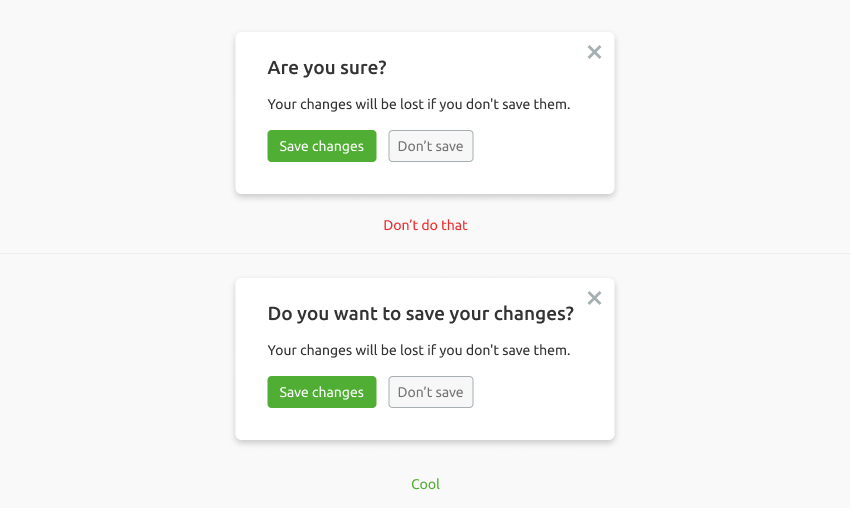 Are you sure?
Your changes will be lost if you don't save them.
Save changes Don’t save
Don’t do that
Do you want to save your changes?
Your changes will be lost if you don't save them.
Save changes Don’t save
Cool